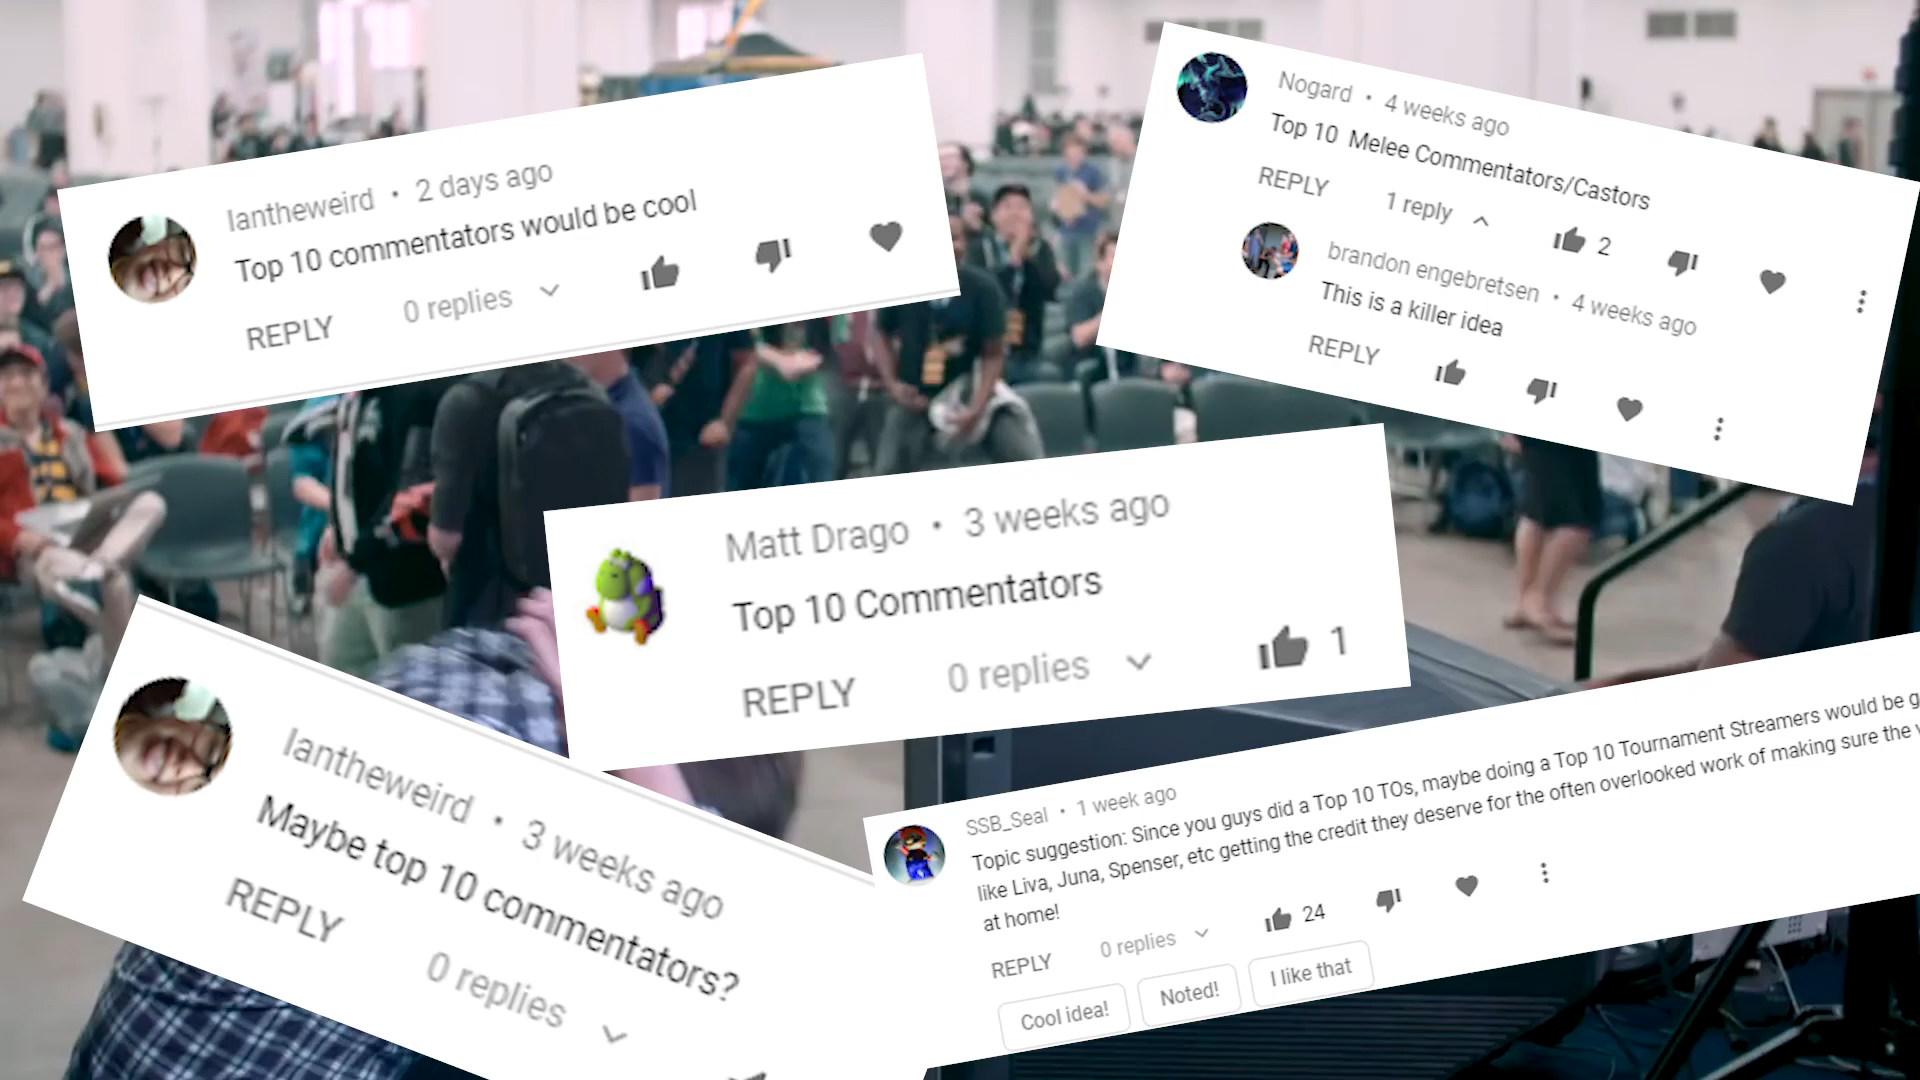 Iantheweird • 2 days ago
Top 10 commentators would be cool
REPLY 0 replies
Nogard • 4 weeks ago
Top 10 Melee Commentators/Castors
REPLY 1 reply 2
brandon engebretsen • 4 weeks ago
This is a killer idea
REPLY
Matt Drago • 3 weeks ago
Top 10 Commentators
REPLY 0 replies 1
Iantheweird • 3 weeks ago
Maybe top 10 commentators?
REPLY 0 replies
SSB_Seal • 1 week ago
Topic suggestion: Since you guys did a Top 10 TOs, maybe doing a Top 10 Tournament Streamers would be
like Liva, Juna, Spenser, etc getting the credit they deserve for the often overlooked work of making sure the
at home!
REPLY 0 replies 24
Cool idea! Noted! I like that